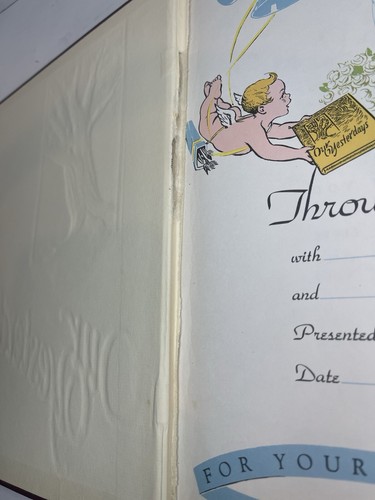 Our Yesterdays
Throu
with
and
Presented
Date
FOR YOUR